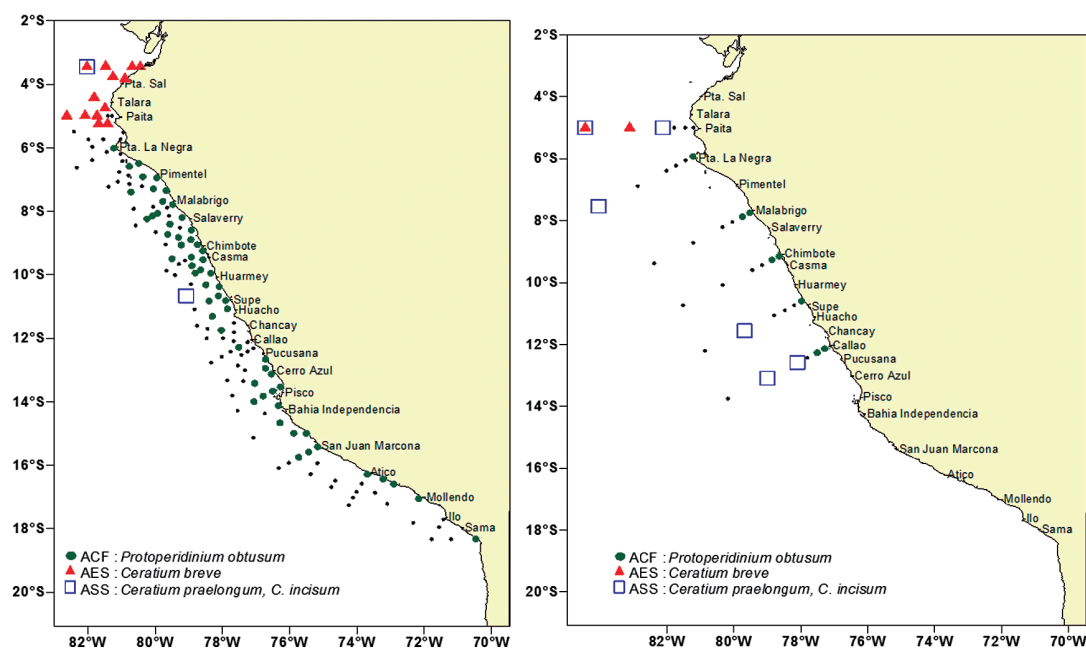 2°S
4°S
6°S
8°S
10°S
12°S
14°S
16°S
18°S
20°S
Pta. Sal
Talara
Paita
Pta. La Negra
Pimentel
Malabrigo
Salaverry
Chimbote
Casma
Huarmey
Supe
Huacho
Chancay
Callao
Pucusana
Cerro Azul
Pisco
Bahia Independencia
San Juan Marcona
Atico
Mollendo
Ilo
Sama
ACF : Protoperidinium obtusum
AES : Ceratium breve
ASS : Ceratium praelongum, C. incisum
82°W 80°W 78°W 76°W 74°W 72°W 70°W
2°S
4°S
6°S
8°S
10°S
12°S
14°S
16°S
18°S
20°S
Pta. Sal
Talara
Paita
Pta. La Negra
Pimentel
Malabrigo
Salaverry
Chimbote
Casma
Huarmey
Supe
Huacho
Chancay
Callao
Pucusana
Cerro Azul
Pisco
Bahia Independencia
San Juan Marcona
Atico
Mollendo
Ilo
Sama
ACF : Protoperidinium obtusum
AES : Ceratium breve
ASS : Ceratium praelongum, C. incisum
82°W 80°W 78°W 76°W 74°W 72°W 70°W